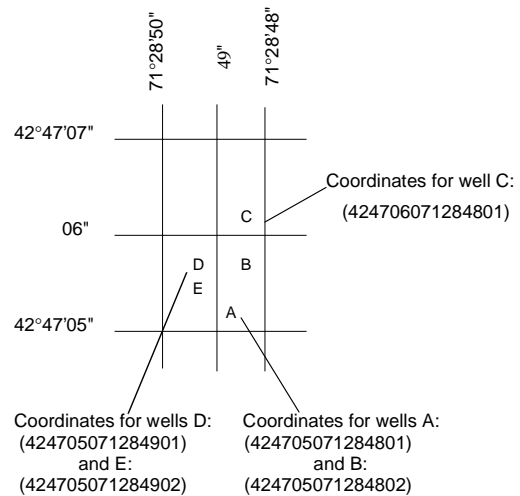 71°28'50"
49"
71°28'48"
42°47'07"
Coordinates for well C:
(424706071284801)
C
06"
D
B
E
A
42°47'05"
Coordinates for wells D:
(424705071284901)
and E:
(424705071284902)
Coordinates for wells A:
(424705071284801)
and B:
(424705071284802)